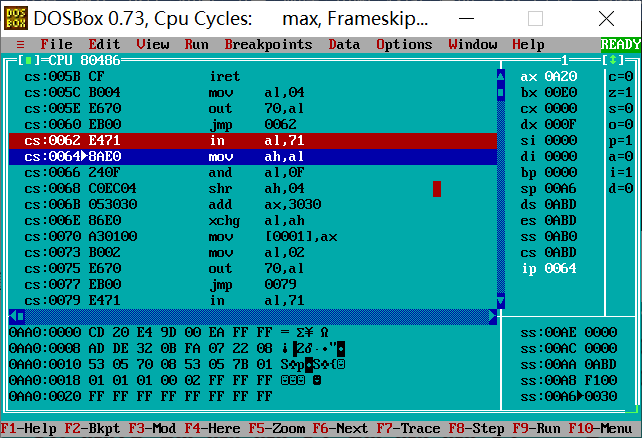 DOSBox 0.73, Cpu Cycles: max, Frameskip...
≡ File Edit View Run Breakpoints Data Options Window Help READY
[■]=CPU 80486 1=[↕]
cs:005B CF iret ax 0A20 c=0
cs:005C B004 mov al,04 bx 00E0 z=1
cs:005E E670 out 70,al cx 0000 s=0
cs:0060 EB00 jmp 0062 dx 000F o=0
cs:0062 E471 in al,71 si 0000 p=1
cs:0064►8AE0 mov ah,al di 0000 a=0
cs:0066 240F and al,0F bp 0000 i=1
cs:0068 C0EC04 shr ah,04 sp 00A6 d=0
cs:006B 053030 add ax,3030 ds 0ABD
cs:006E 86E0 xchg al,ah es 0ABD
cs:0070 A30100 mov [0001],ax ss 0AB0
cs:0073 B002 mov al,02 cs 0ABD
cs:0075 E670 out 70,al ip 0064
cs:0077 EB00 jmp 0079
cs:0079 E471 in al,71
0AA0:0000 CD 20 E4 9D 00 EA FF FF = Σ¥ Ω ss:00AE 0000
0AA0:0008 AD DE 32 0B FA 07 22 08 ss:00AC 0000
0AA0:0010 53 05 70 08 53 05 7B 01 ss:00AA 0ABD
0AA0:0018 01 01 01 00 02 FF FF FF ss:00A8 F100
0AA0:0020 FF FF FF FF FF FF FF FF ss:00A6►0030
F1-Help F2-Bkpt F3-Mod F4-Here F5-Zoom F6-Next F7-Trace F8-Step F9-Run F10-Menu